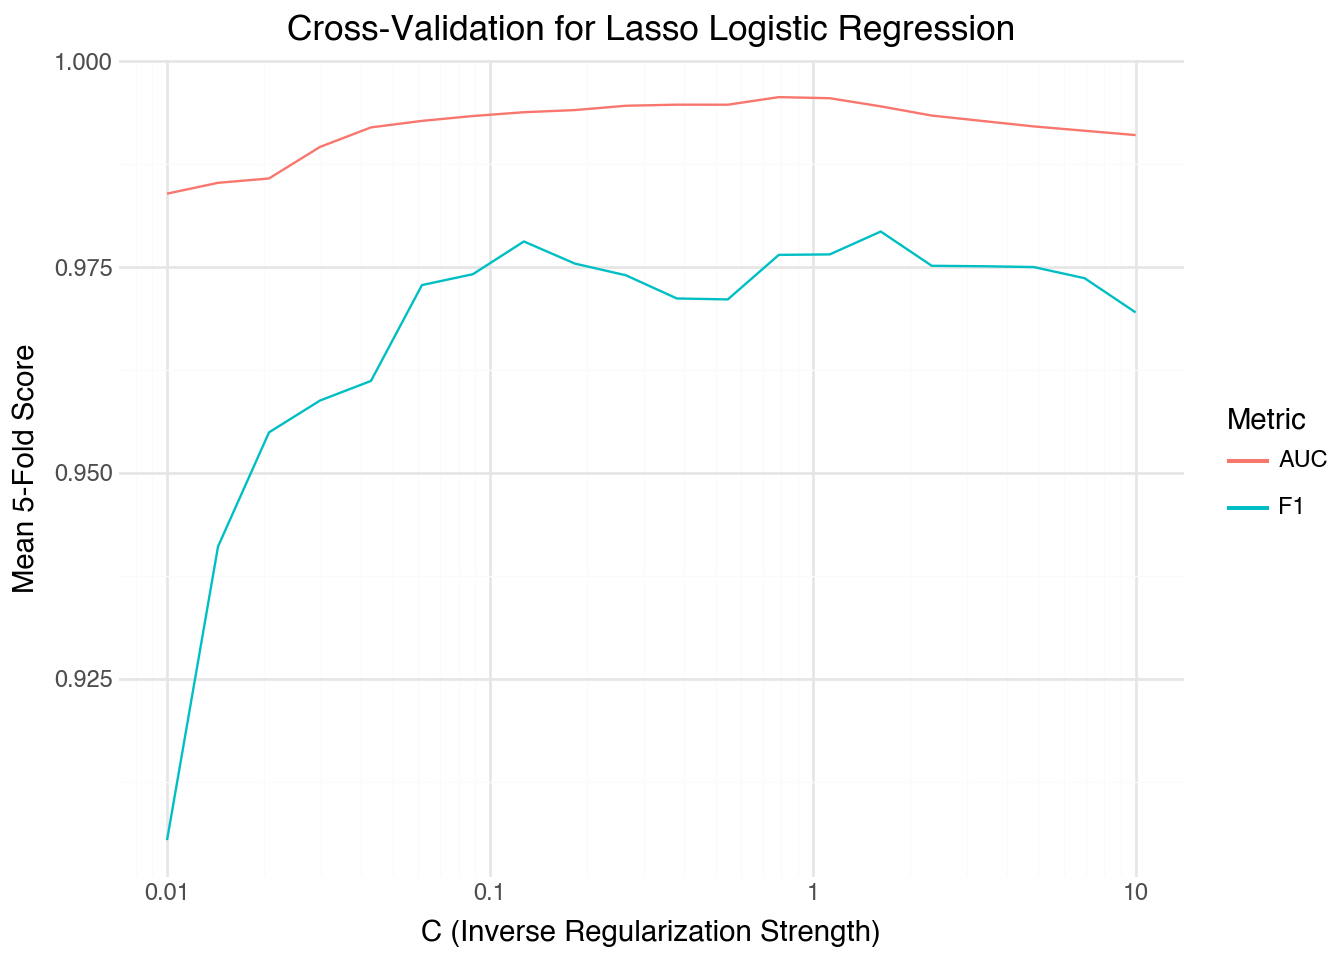 Cross-Validation for Lasso Logistic Regression
1.000
0.975
0.950
0.925
Mean 5-Fold Score
0.01
0.1
1
10
C (Inverse Regularization Strength)
Metric
AUC
F1